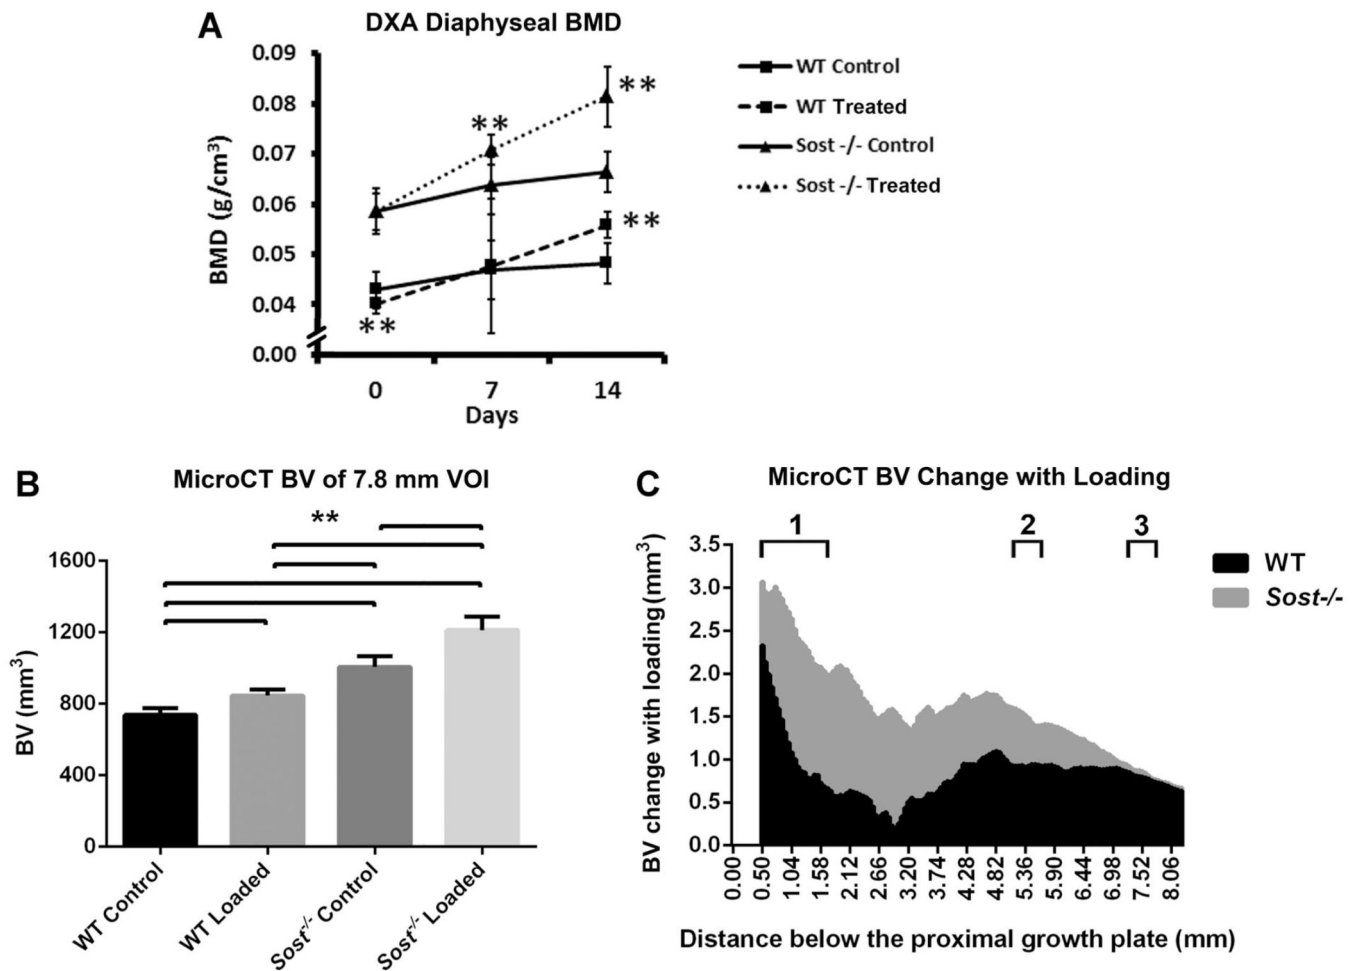 A
DXA Diaphyseal BMD
0.09
0.08
0.07
0.06
0.05
0.04
0.00
BMD (g/cm³)
**
**
**
**
0
7
14
Days
WT Control
WT Treated
Sost -/- Control
Sost -/- Treated
B
MicroCT BV of 7.8 mm VOI
**
1600
1200
800
400
0
BV (mm³)
WT Control
WT Loaded
Sost-/- Control
Sost-/- Loaded
C
MicroCT BV Change with Loading
1
2
3
3.5
3.0
2.5
2.0
1.5
1.0
0.5
0.0
BV change with loading (mm³)
0.00
0.50
1.04
1.58
2.12
2.66
3.20
3.74
4.28
4.82
5.36
5.90
6.44
6.98
7.52
8.06
Distance below the proximal growth plate (mm)
WT
Sost-/-